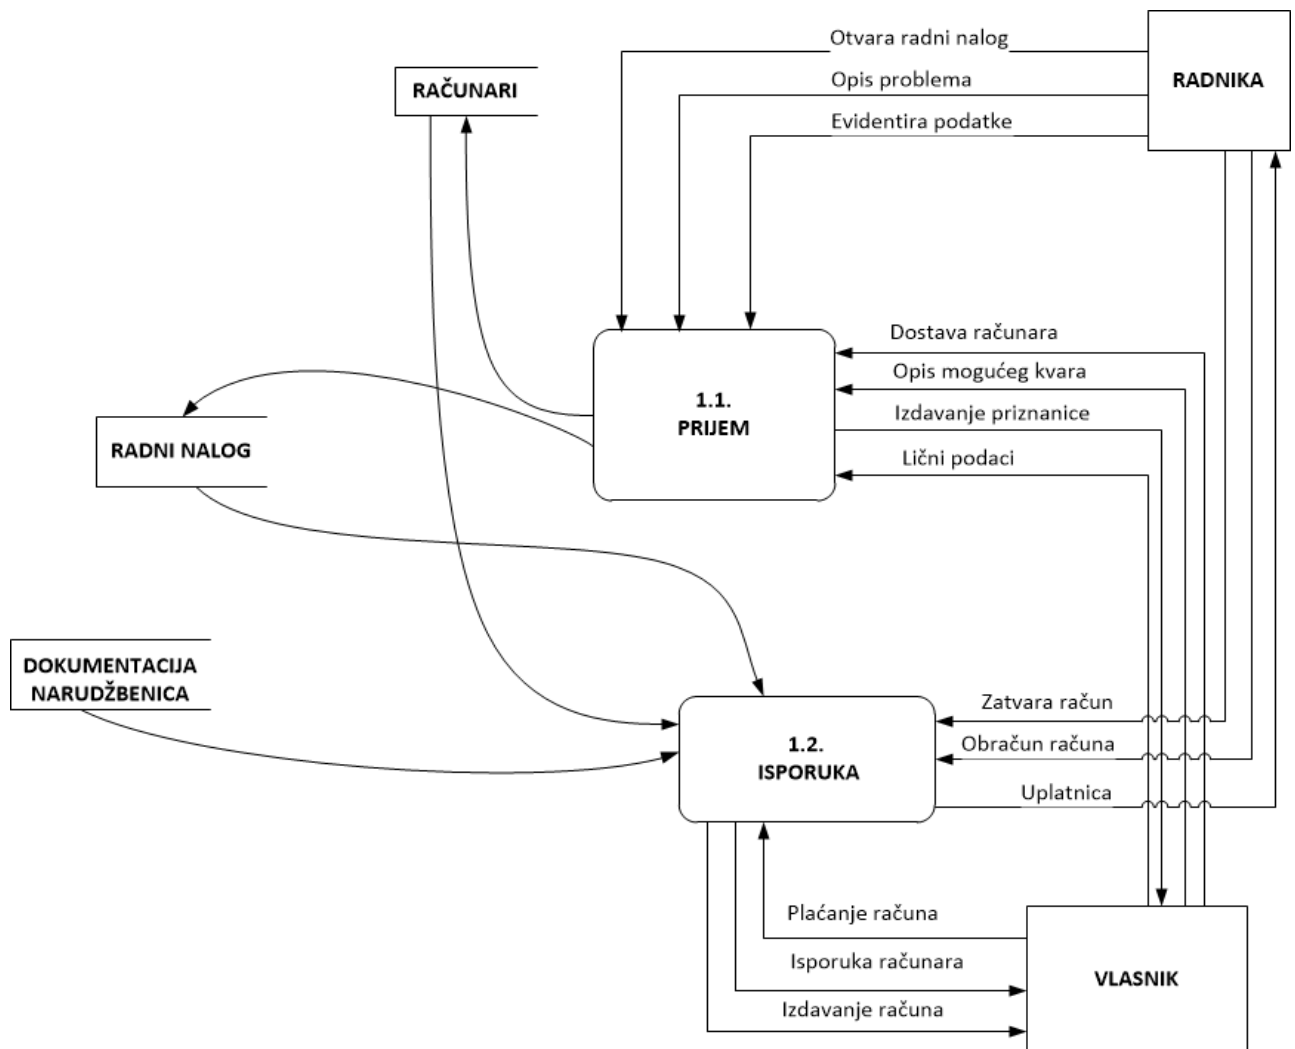 Otvara radni nalog
RADNIKA
Opis problema
RAČUNARI
Evidentira podatke
Dostava računara
Opis mogućeg kvara
1.1.
PRIJEM
Izdavanje priznanice
RADNI NALOG
Lični podaci
DOKUMENTACIJA
NARUDŽBENICA
Zatvara račun
1.2.
ISPORUKA
Obračun računa
Uplatnica
Plaćanje računa
Isporuka računara
VLASNIK
Izdavanje računa